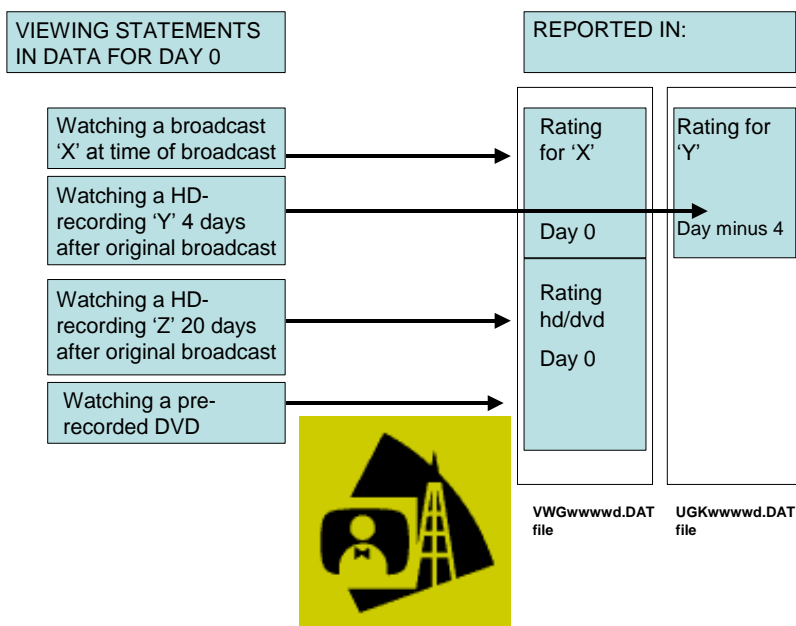 VIEWING STATEMENTS
IN DATA FOR DAY 0
REPORTED IN:
Watching a broadcast
‘X’ at time of broadcast
Watching a HD-
recording ‘Y’ 4 days
after original broadcast
Watching a HD-
recording ‘Z’ 20 days
after original broadcast
Watching a pre-
recorded DVD
Rating
for ‘X’
Day 0
Rating
hd/dvd
Day 0
Rating for
‘Y’
Day minus 4
VWGwwwwd.DAT
file
UGKwwwwd.DAT
file